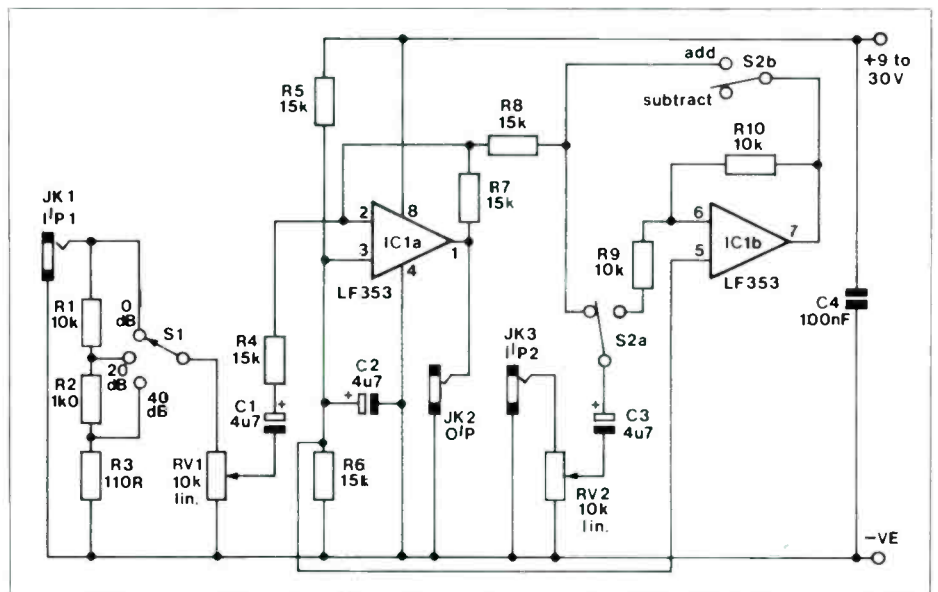 add
S2b
+9 to
30V
subtract
R5
15k
R8
15k
R10
10k
JK1
I/P1
R7
15k
2
8
3
IC1a
1
4
LF353
6
5
IC1b
7
LF353
R9
10k
C4
100nF
R1
10k
0
dB
S1
R4
15k
JK3
I/P2
S2a
20
dB
R2
1k0
40
dB
C2
4u7
+
+
C1
4u7
JK2
O/P
+
C3
4u7
R3
110R
RV1
10k
lin.
R6
15k
RV2
10k
lin.
-VE